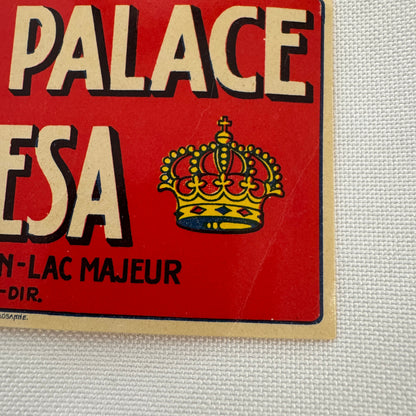 PALACE
ESA
N-LAC MAJEUR
-DIR.